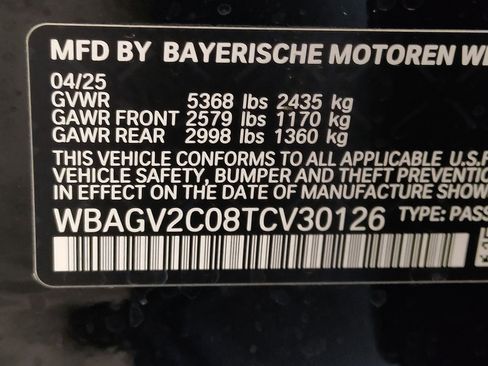 MFD BY BAYERISCHE MOTOREN
04/25
GVWR 5368 lbs 2435 kg
GAWR FRONT 2579 lbs 1170 kg
GAWR REAR 2998 lbs 1360 kg
THIS VEHICLE CONFORMS TO ALL APPLICABLE U.S.
VEHICLE SAFETY, BUMPER AND THEFT
IN EFFECT ON THE DATE OF MANUFACTURE
WBAGV2C08TCV30126 TYPE: